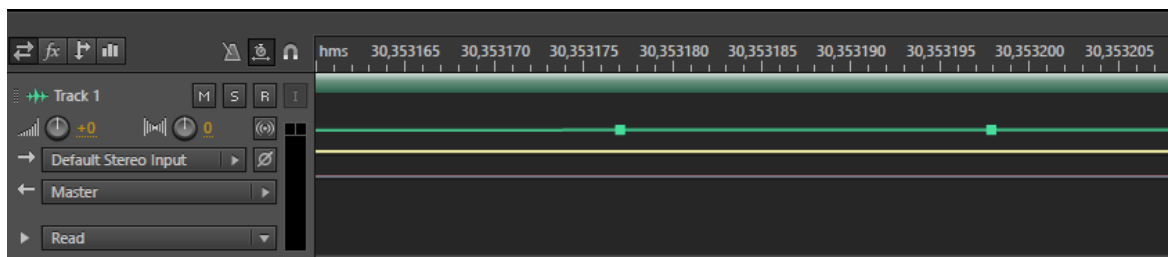 fx
hms 30,353165 30,353170 30,353175 30,353180 30,353185 30,353190 30,353195 30,353200 30,353205
Track 1 M S R I
+0 0
Default Stereo Input
Master
Read